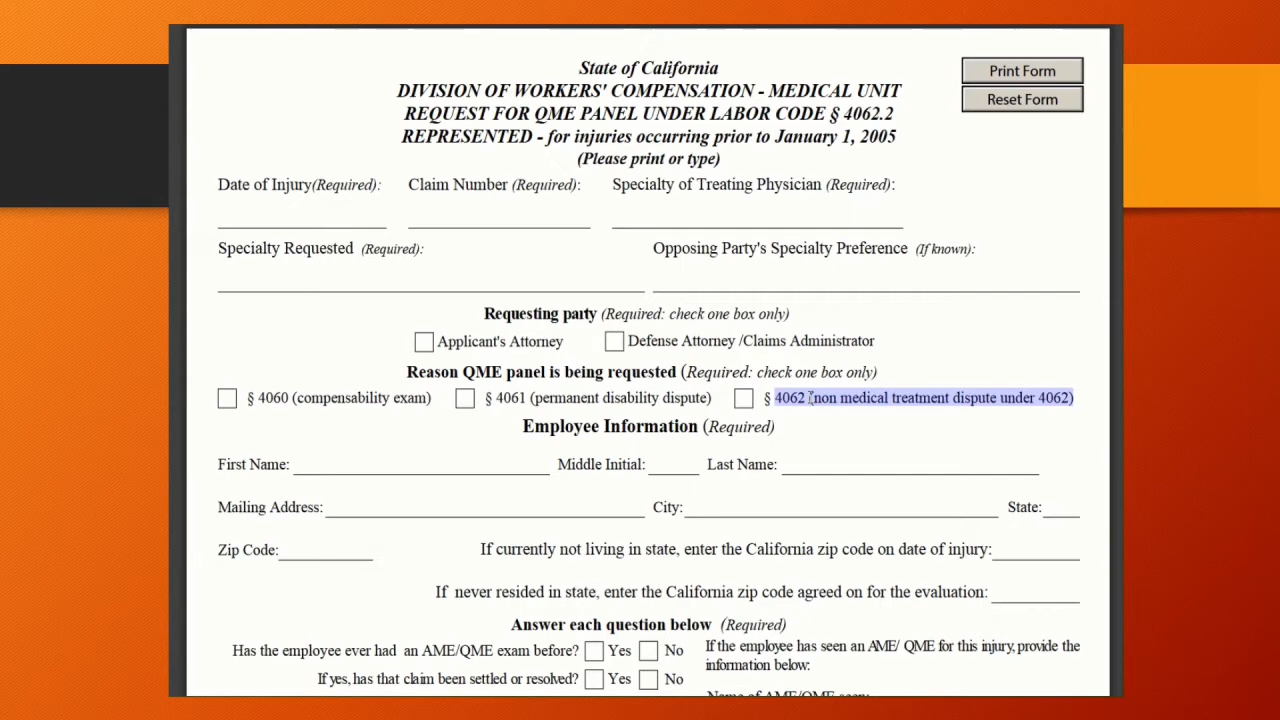 State of California
Print Form
DIVISION OF WORKERS' COMPENSATION - MEDICAL UNIT
Reset Form
REQUEST FOR QME PANEL UNDER LABOR CODE § 4062.2
REPRESENTED - for injuries occurring prior to January 1, 2005
(Please print or type)
Date of Injury(Required): Claim Number (Required): Specialty of Treating Physician (Required):
Specialty Requested (Required): Opposing Party's Specialty Preference (If known):
Requesting party (Required: check one box only)
Applicant's Attorney Defense Attorney /Claims Administrator
Reason QME panel is being requested (Required: check one box only)
§ 4060 (compensability exam) § 4061 (permanent disability dispute) § 4062 (non medical treatment dispute under 4062)
Employee Information (Required)
First Name: Middle Initial: Last Name:
Mailing Address: City: State:
Zip Code: If currently not living in state, enter the California zip code on date of injury:
If never resided in state, enter the California zip code agreed on for the evaluation:
Answer each question below (Required)
Has the employee ever had an AME/QME exam before? Yes No If the employee has seen an AME/ QME for this injury, provide the
information below:
If yes, has that claim been settled or resolved? Yes No
Name of AME/QME seen: